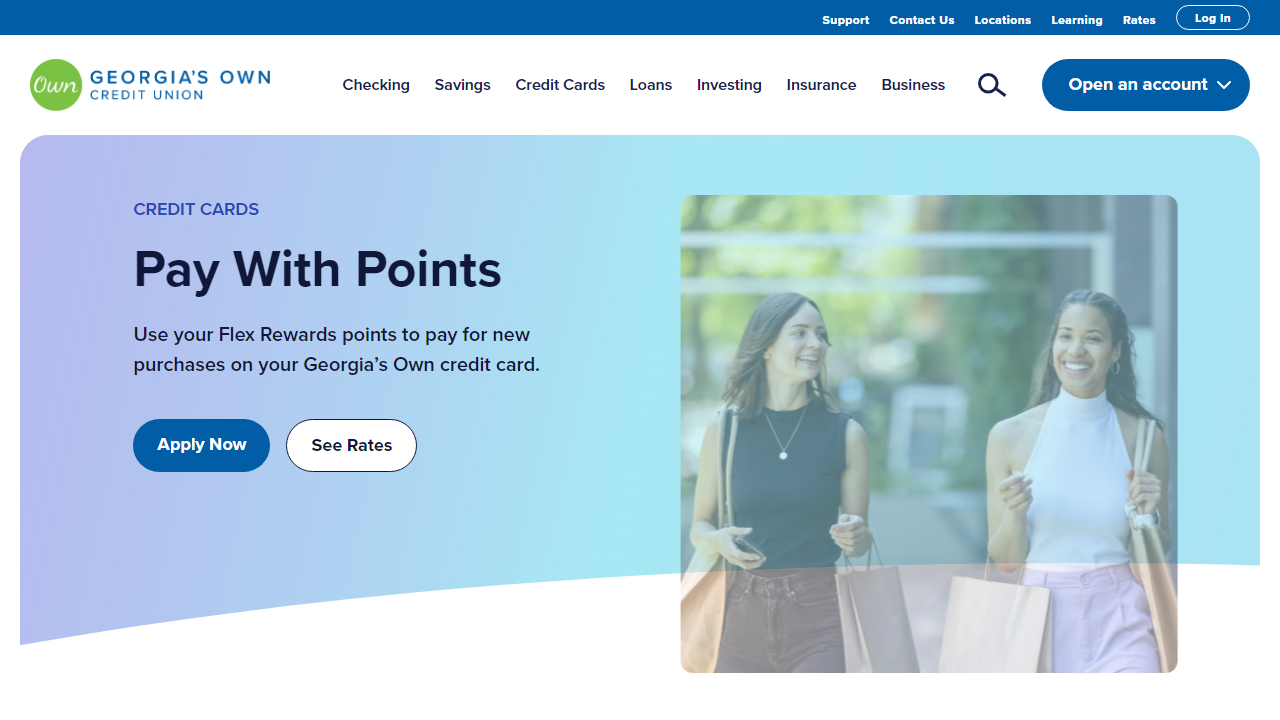 Support Contact Us Locations Learning Rates Log In
Own GEORGIA'S OWN
CREDIT UNION
Checking Savings Credit Cards Loans Investing Insurance Business Open an account
CREDIT CARDS
Pay With Points
Use your Flex Rewards points to pay for new
purchases on your Georgia’s Own credit card.
Apply Now See Rates